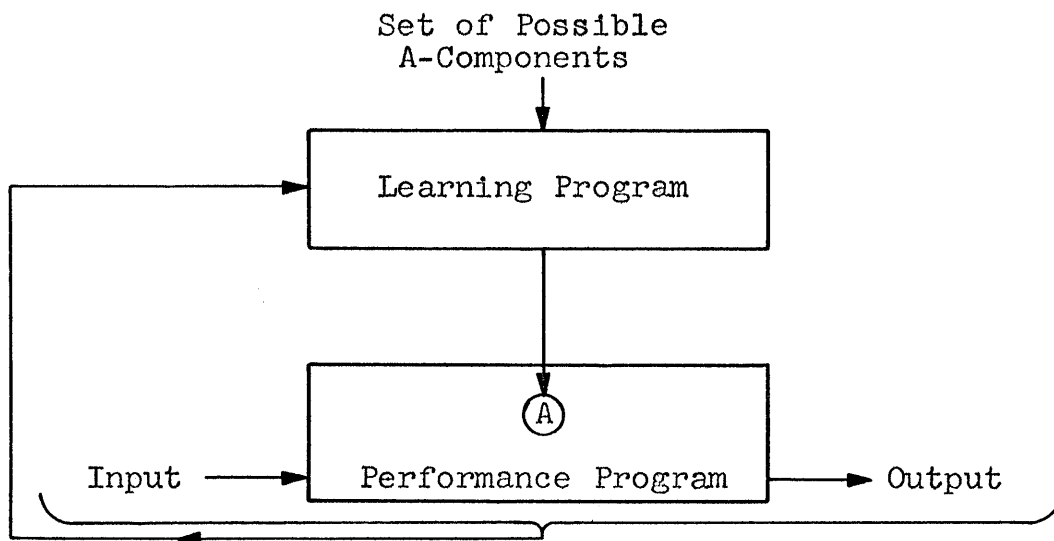 Set of Possible
A-Components
Learning Program
A
Input
Performance Program
Output